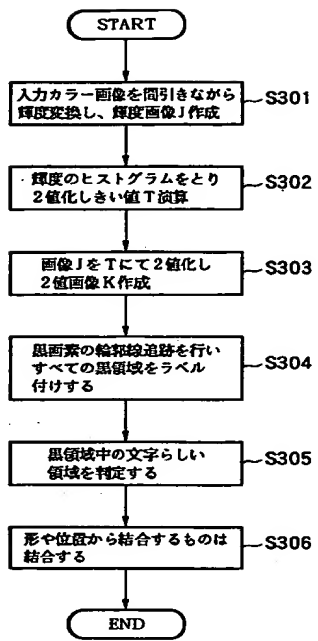 START
入力カラー画像を間引きながら
輝度変換し、輝度画像J作成
S301
輝度のヒストグラムをとり
2値化しきい値T演算
S302
画像JをTにて2値化し
2値画像K作成
S303
黒画素の輪郭線追跡を行い
すべての黒領域をラベル
付けする
S304
黒領域中の文字らしい
領域を判定する
S305
形や位置から結合するものは
結合する
S306
END